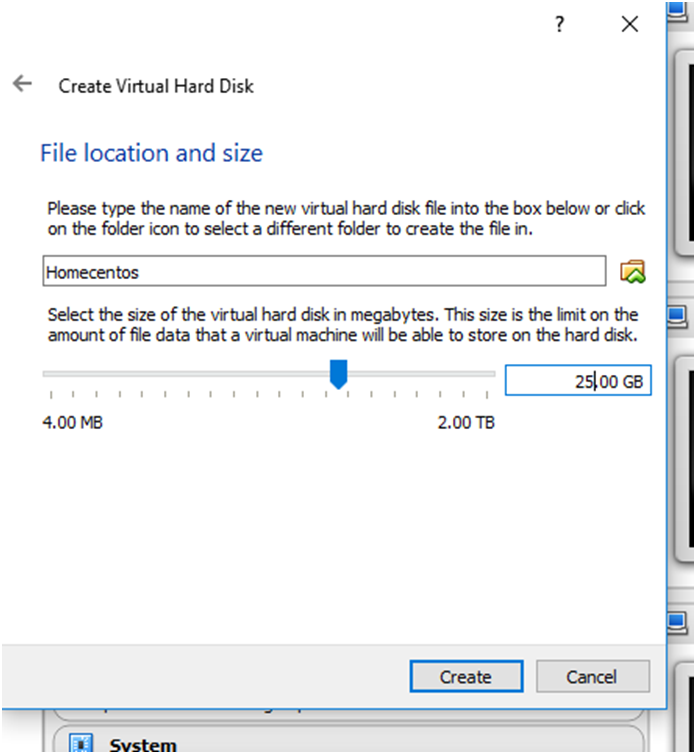 ?
Create Virtual Hard Disk
File location and size
Please type the name of the new virtual hard disk file into the box below or click
on the folder icon to select a different folder to create the file in.
Homecentos
Select the size of the virtual hard disk in megabytes. This size is the limit on the
amount of file data that a virtual machine will be able to store on the hard disk.
25.00 GB
4.00 MB
2.00 TB
Create
Cancel
System